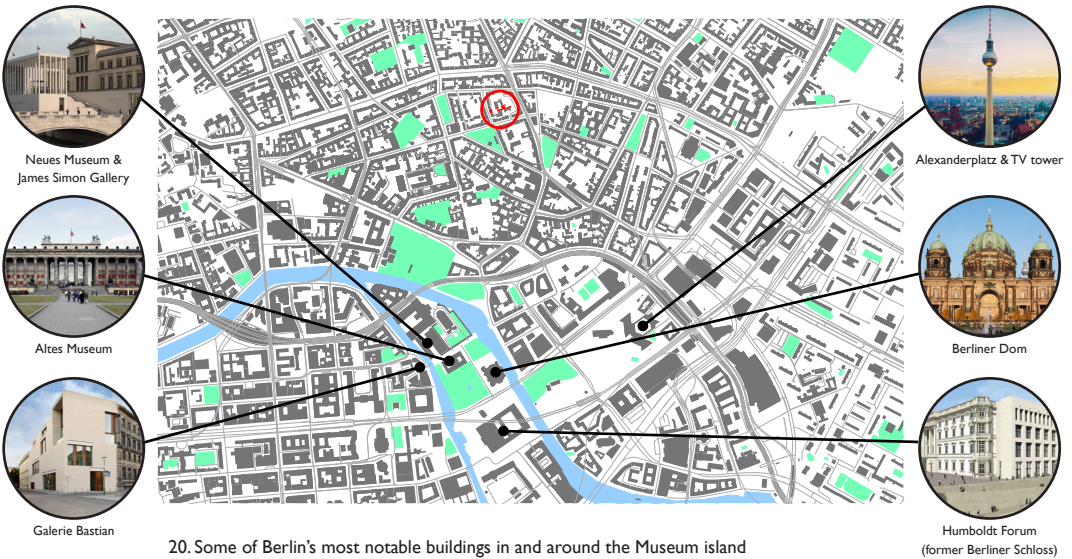 Neues Museum &
James Simon Gallery
Altes Museum
Galerie Bastian
Alexanderplatz & TV tower
Berliner Dom
Humboldt Forum
(former Berliner Schloss)
20. Some of Berlin's most notable buildings in and around the Museum island